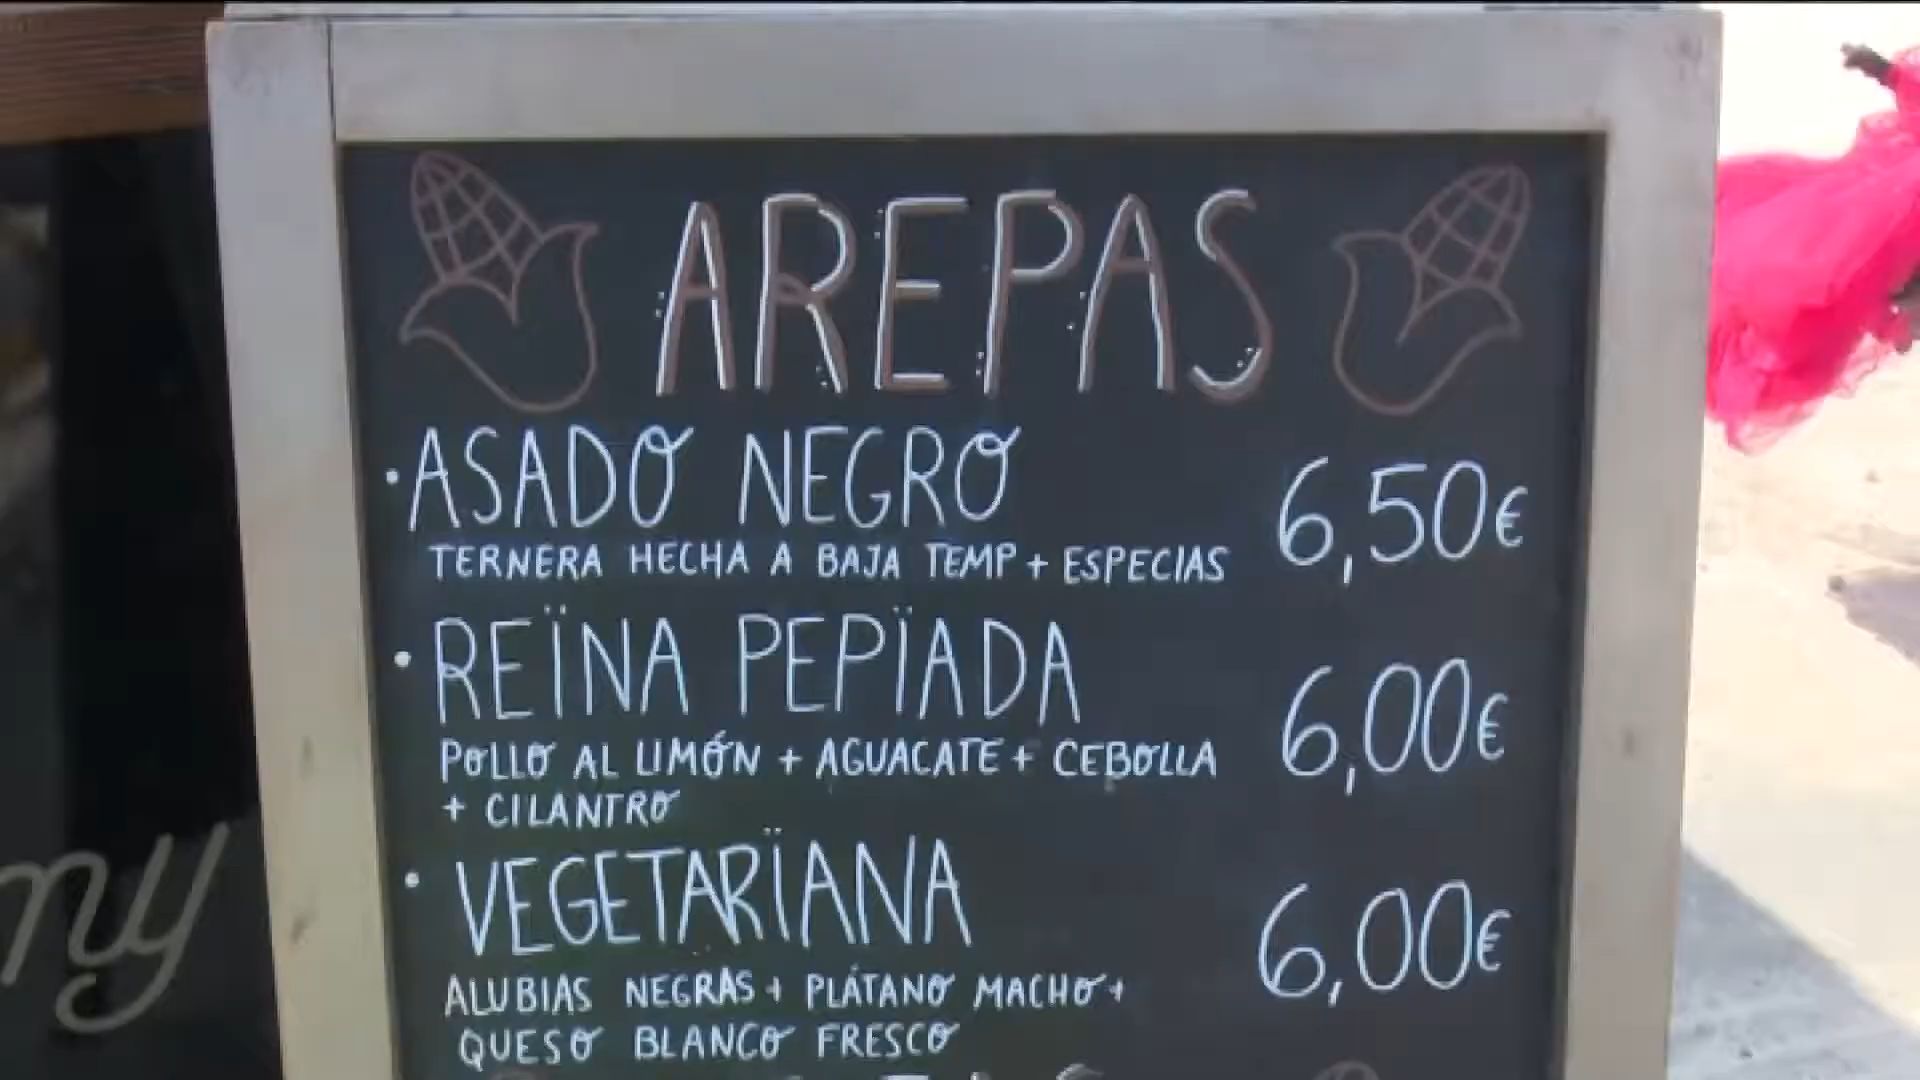 AREPAS
·ASADO NEGRO 6,50€
TERNERA HECHA A BAJA TEMP + ESPECIAS
·REÏNA PEPÏADA 6,00€
POLLO AL LIMÓN + AGUACATE + CEBOLLA
+ CILANTRO
·VEGETARÏANA 6,00€
ALUBIAS NEGRAS + PLÁTANO MACHO +
QUESO BLANCO FRESCO
ny